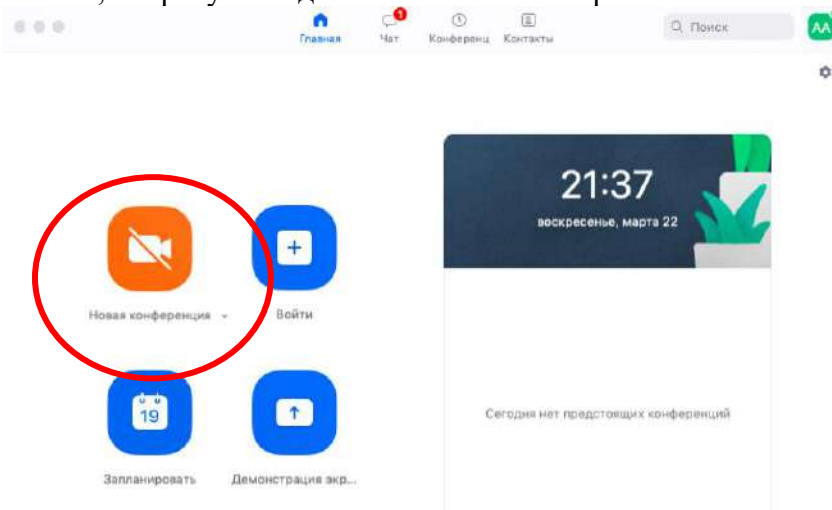 Главная
Чат
1
Конференц
Контакты
Поиск
AA
21:37
воскресенье, марта 22
Новая конференция
Войти
19
Сегодня нет предстоящих конференций
Запланировать
Демонстрация экр...